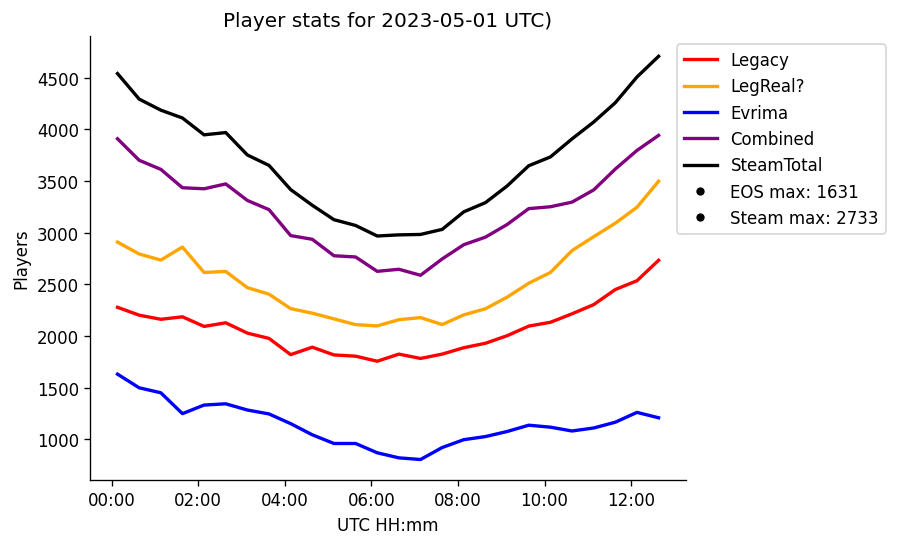 Player stats for 2023-05-01 UTC)
Legacy
LegReal?
Evrima
Combined
SteamTotal
EOS max: 1631
Steam max: 2733
Players
4500
4000
3500
3000
2500
2000
1500
1000
00:00 02:00 04:00 06:00 08:00 10:00 12:00
UTC HH:mm